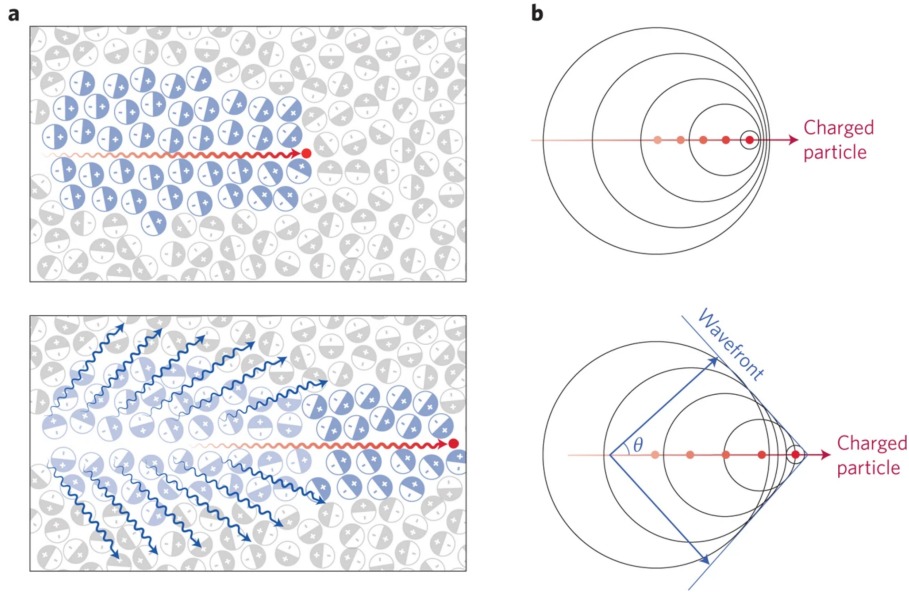 a
b
Charged
particle
Wavefront
θ
Charged
particle